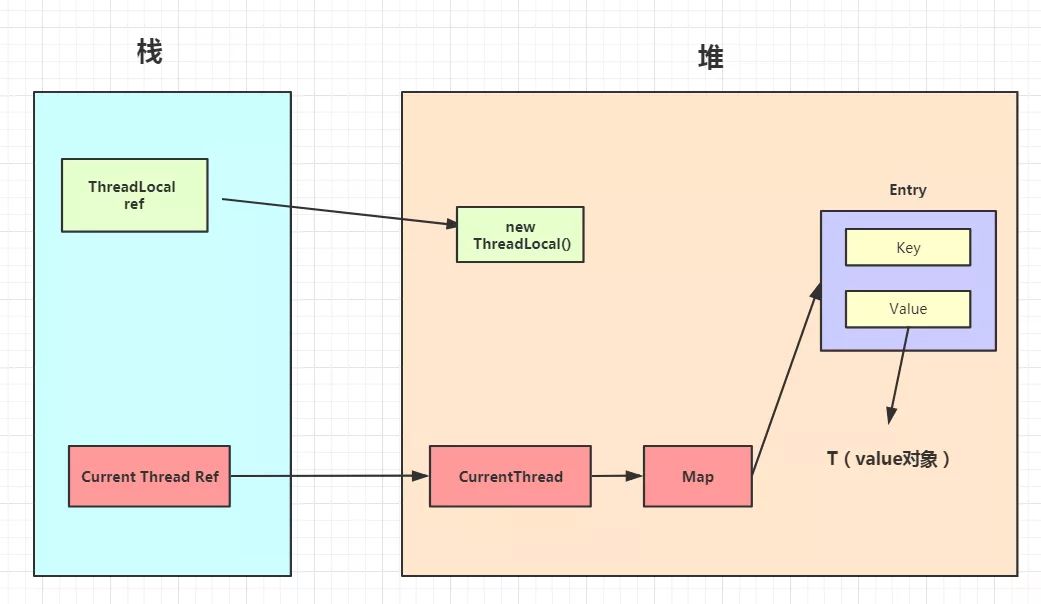 栈
堆
ThreadLocal
ref
new
ThreadLocal()
Entry
Key
Value
T（value对象）
Current Thread Ref
CurrentThread
Map